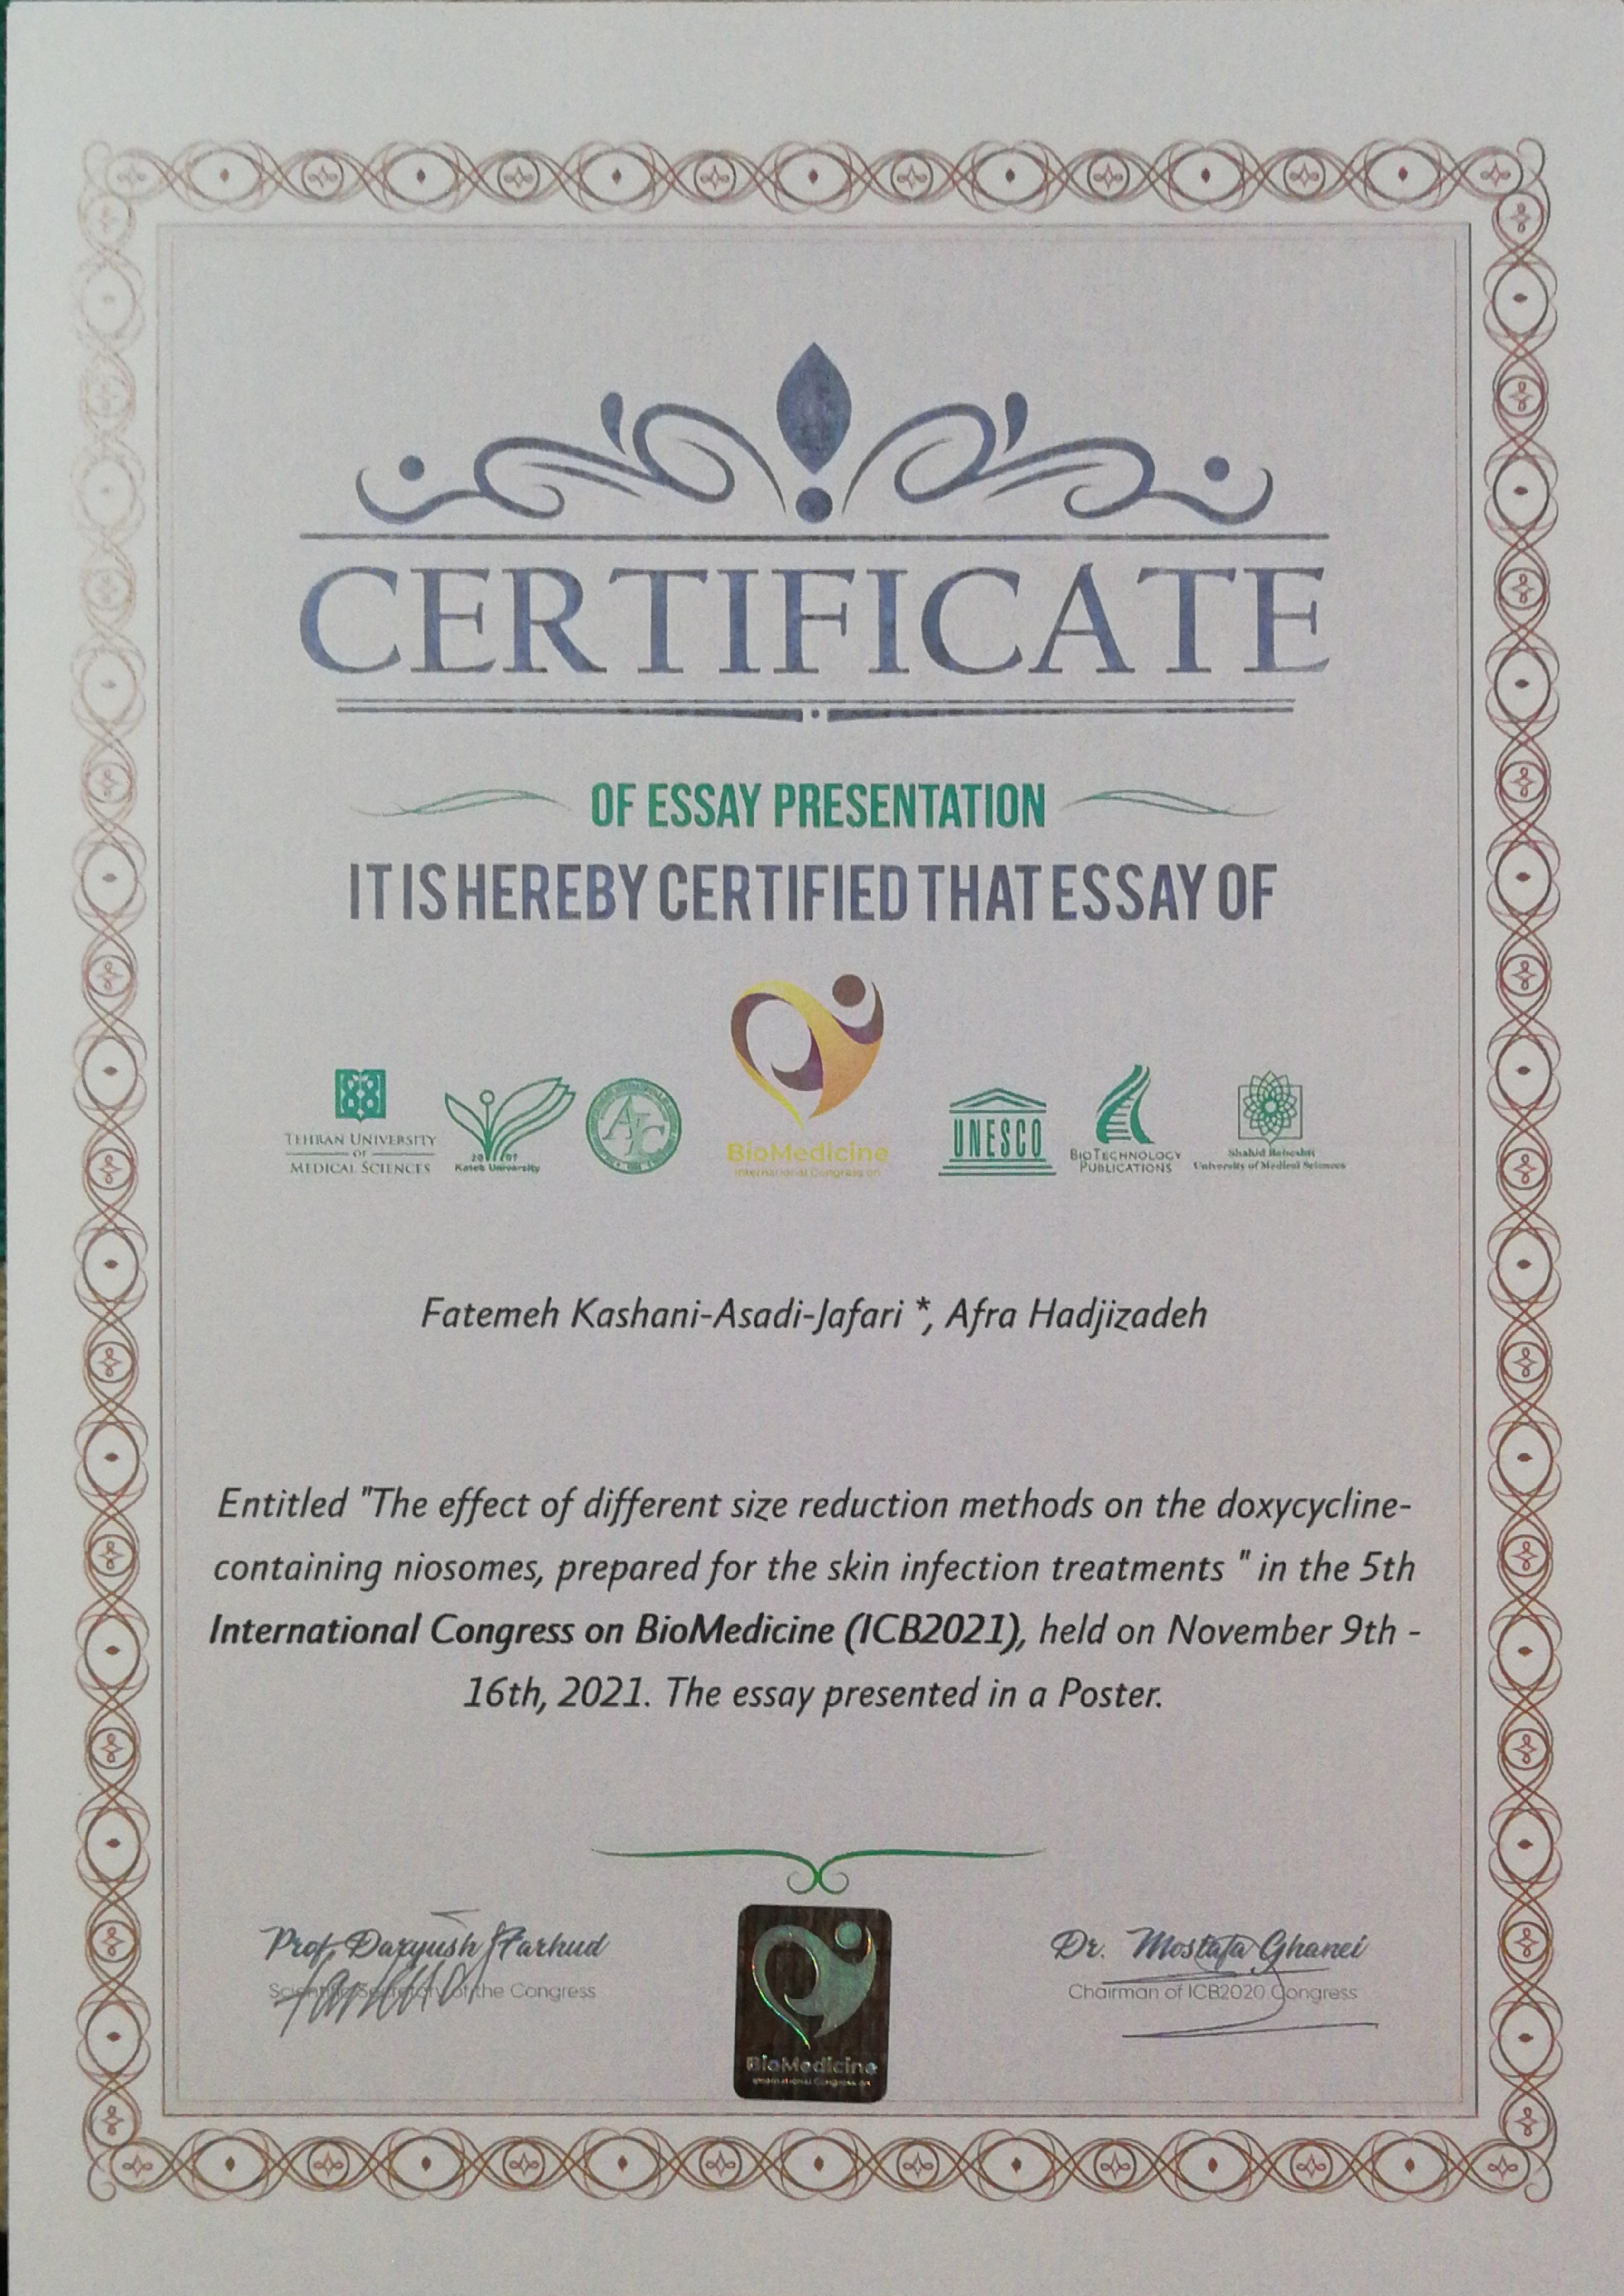 CERTIFICATE
OF ESSAY PRESENTATION
IT IS HEREBY CERTIFIED THAT ESSAY OF
TEHRAN UNIVERSITY
OF
MEDICAL SCIENCES
Kateb University
AJC
BioMedicine
International Congress on
UNESCO
BIOTECHNOLOGY
PUBLICATIONS
Shahid Beheshti
University of Medical Sciences
Fatemeh Kashani-Asadi-Jafari *, Afra Hadjizadeh
Entitled "The effect of different size reduction methods on the doxycycline-
containing niosomes, prepared for the skin infection treatments " in the 5th
International Congress on BioMedicine (ICB2021), held on November 9th -
16th, 2021. The essay presented in a Poster.
Prof. Daryush Farhud
Scientific Secretary of the Congress
Dr. Mostafa Ghanei
Chairman of ICB2020 Congress
BioMedicine
International Congress on